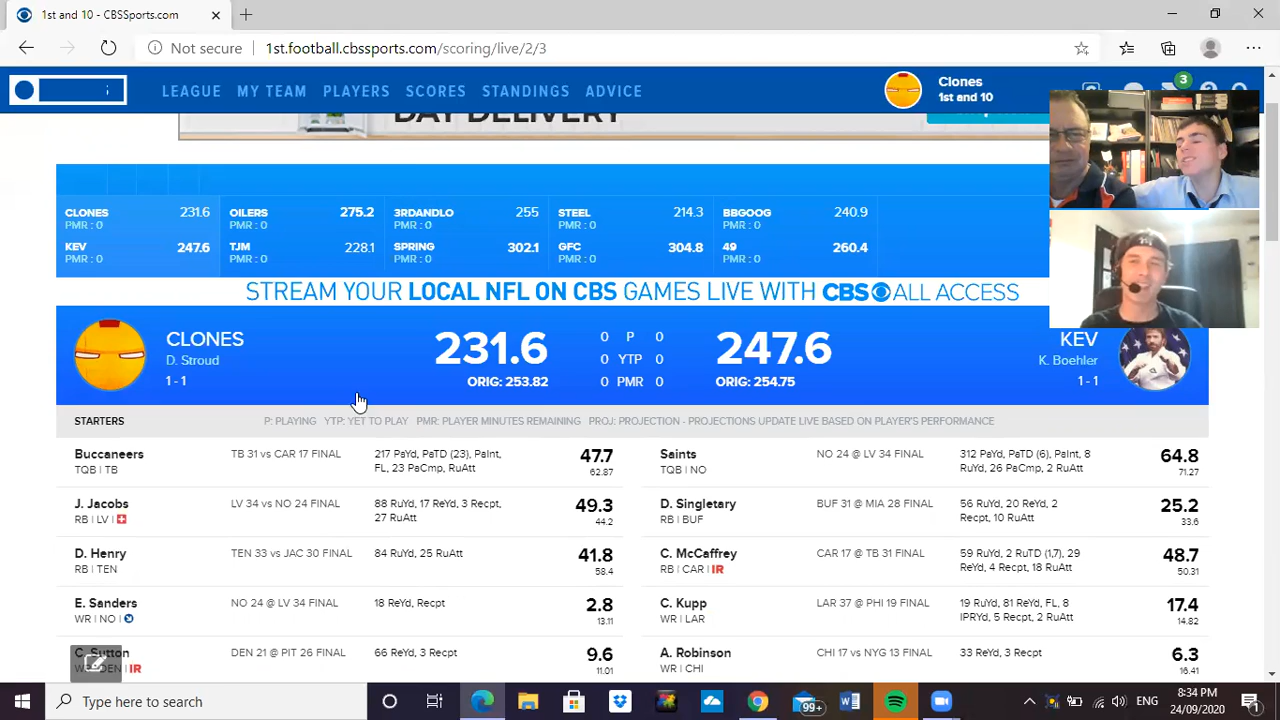 1st and 10 - CBSSports.com
Not secure 1st.football.cbssports.com/scoring/live/2/3
LEAGUE MY TEAM PLAYERS SCORES STANDINGS ADVICE
Clones
1st and 10
3
DAY DELIVERY
CLONES 231.6 OILERS 275.2 3RDANDLO 255 STEEL 214.3 BBGOOG 240.9
PMR : 0 PMR : 0 PMR : 0 PMR : 0 PMR : 0
KEV 247.6 TJM 228.1 SPRING 302.1 GFC 304.8 49 260.4
PMR : 0 PMR : 0 PMR : 0 PMR : 0 PMR : 0
STREAM YOUR LOCAL NFL ON CBS GAMES LIVE WITH CBS ALL ACCESS
CLONES 231.6 0 P 0 247.6 KEV
D. Stroud 0 YTP 0 K. Boehler
1 - 1 ORIG: 253.82 0 PMR 0 ORIG: 254.75 1 - 1
STARTERS P: PLAYING YTP: YET TO PLAY PMR: PLAYER MINUTES REMAINING PROJ: PROJECTION - PROJECTIONS UPDATE LIVE BASED ON PLAYER'S PERFORMANCE
Buccaneers TB 31 vs CAR 17 FINAL 217 PaYd, PaTD (23), PaInt, 47.7 Saints NO 24 @ LV 34 FINAL 312 PaYd, PaTD (6), PaInt, 8 64.8
TQB | TB FL, 23 PaCmp, RuAtt 62.87 TQB | NO RuYd, 26 PaCmp, 2 RuAtt 71.27
J. Jacobs LV 34 vs NO 24 FINAL 88 RuYd, 17 ReYd, 3 Recpt, 49.3 D. Singletary BUF 31 @ MIA 28 FINAL 56 RuYd, 20 ReYd, 2 25.2
RB | LV | 27 RuAtt 44.2 RB | BUF Recpt, 10 RuAtt 33.6
D. Henry TEN 33 vs JAC 30 FINAL 84 RuYd, 25 RuAtt 41.8 C. McCaffrey CAR 17 @ TB 31 FINAL 59 RuYd, 2 RuTD (1,7), 29 48.7
RB | TEN 58.4 RB | CAR | IR ReYd, 4 Recpt, 18 RuAtt 50.31
E. Sanders NO 24 @ LV 34 FINAL 18 ReYd, Recpt 2.8 C. Kupp LAR 37 @ PHI 19 FINAL 19 RuYd, 81 ReYd, FL, 8 17.4
WR | NO | 13.11 WR | LAR IPRYd, 5 Recpt, 2 RuAtt 14.82
C. Sutton DEN 21 @ PIT 26 FINAL 66 ReYd, 3 Recpt 9.6 A. Robinson CHI 17 vs NYG 13 FINAL 33 ReYd, 3 Recpt 6.3
WR | DEN | IR 11.01 WR | CHI 16.41
Type here to search 99+ ENG 8:34 PM
24/09/2020 1